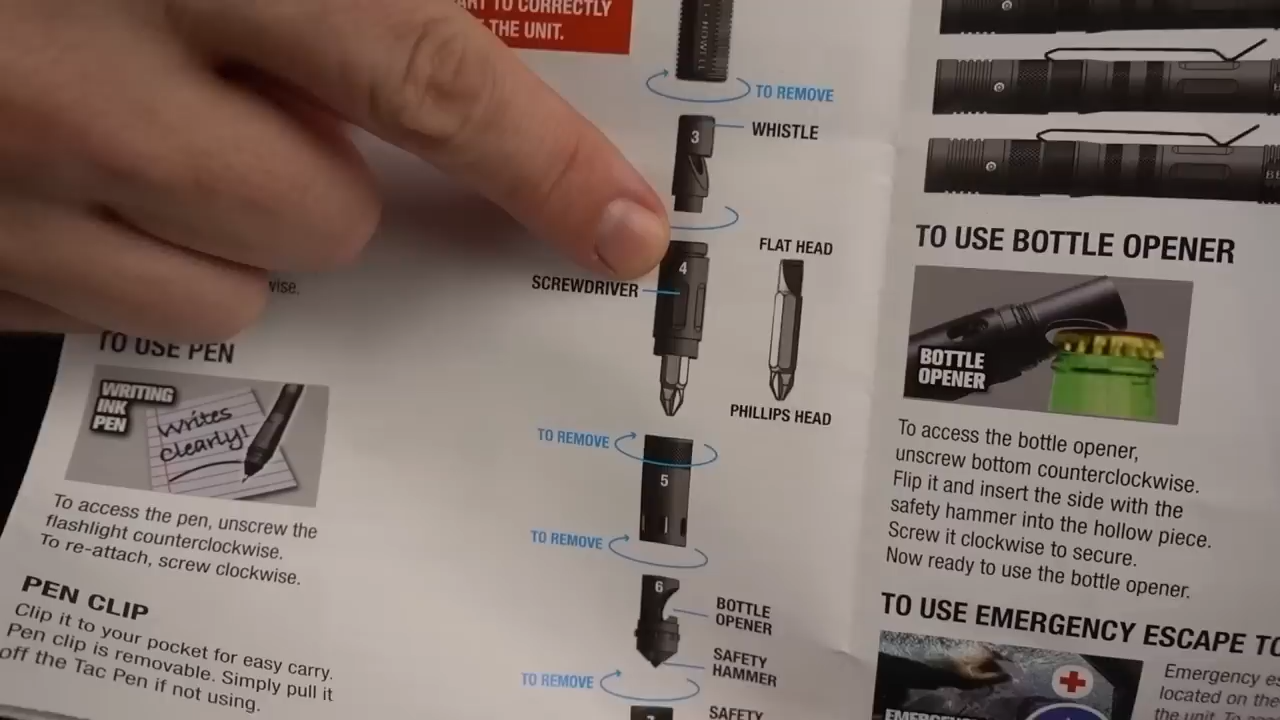 ART TO CORRECTLY
THE UNIT.
wise.
TO USE PEN
WRITING
INK
PEN
Writes
clearly!
To access the pen, unscrew the
flashlight counterclockwise.
To re-attach, screw clockwise.
PEN CLIP
Clip it to your pocket for easy carry.
Pen clip is removable. Simply pull it
off the Tac Pen if not using.
TO REMOVE
3
WHISTLE
4
SCREWDRIVER
FLAT HEAD
PHILLIPS HEAD
TO REMOVE
5
TO REMOVE
6
BOTTLE
OPENER
SAFETY
HAMMER
TO REMOVE
7
SAFETY
TO USE BOTTLE OPENER
BOTTLE
OPENER
To access the bottle opener,
unscrew bottom counterclockwise.
Flip it and insert the side with the
safety hammer into the hollow piece.
Screw it clockwise to secure.
Now ready to use the bottle opener.
TO USE EMERGENCY ESCAPE TO
Emergency es
located on the
the unit. To